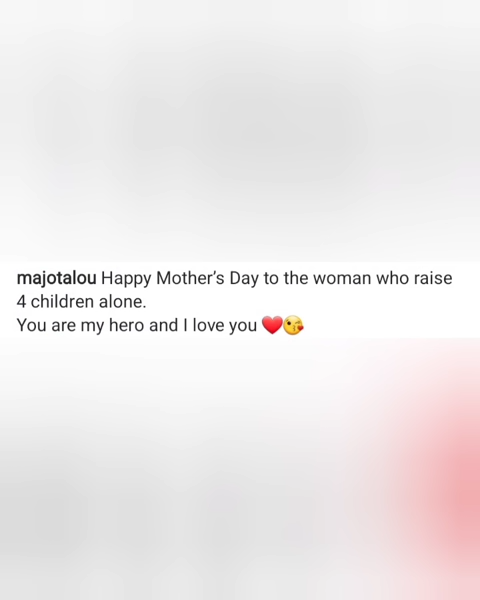 majotalou Happy Mother’s Day to the woman who raise
4 children alone.
You are my hero and I love you ❤️😘